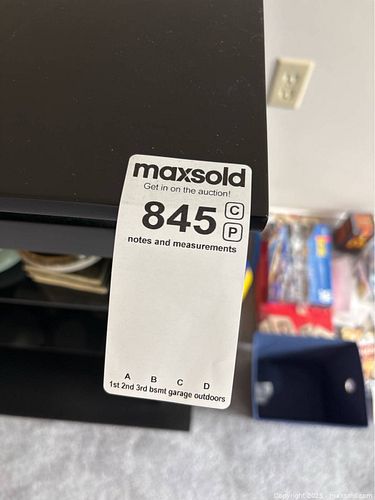 maxsold
Get in on the auction!
845 C
P
notes and measurements
A B C D
1st 2nd 3rd bsmt garage outdoors
Copyright 2023 - maxsold.com